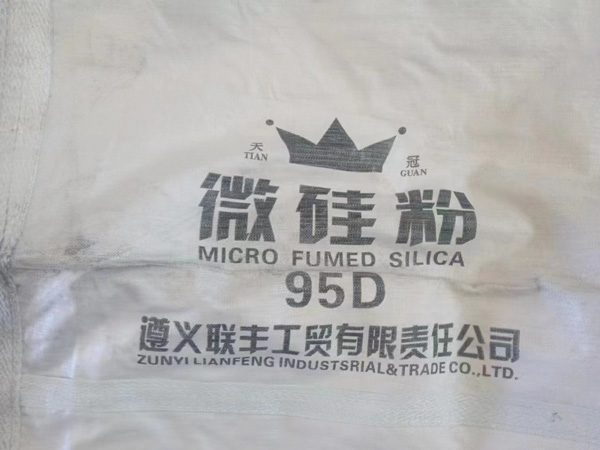 天 冠
TIAN GUAN
微硅粉
MICRO FUMED SILICA
95D
遵义联丰工贸有限责任公司
ZUNYI LIANFENG INDUSTSRIAL&TRADE CO.,LTD.